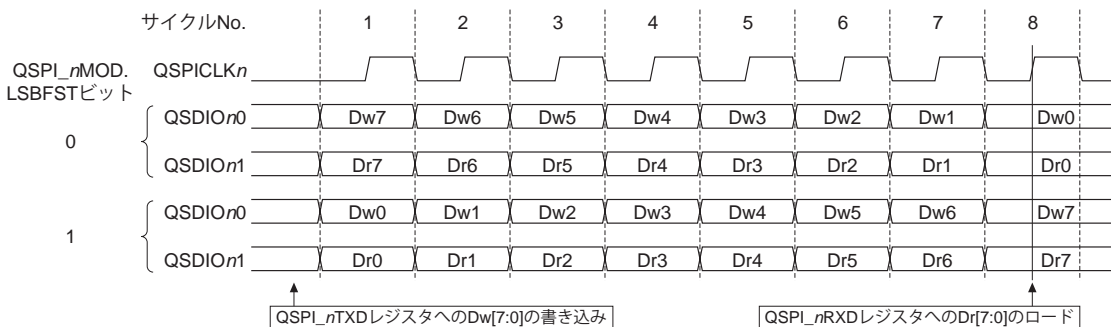 サイクルNo. 1 2 3 4 5 6 7 8
QSPI_nMOD. QSPICLKn
LSBFSTビット
QSDIOn0 Dw7 Dw6 Dw5 Dw4 Dw3 Dw2 Dw1 Dw0
0
QSDIOn1 Dr7 Dr6 Dr5 Dr4 Dr3 Dr2 Dr1 Dr0
QSDIOn0 Dw0 Dw1 Dw2 Dw3 Dw4 Dw5 Dw6 Dw7
1
QSDIOn1 Dr0 Dr1 Dr2 Dr3 Dr4 Dr5 Dr6 Dr7
QSPI_nTXDレジスタへのDw[7:0]の書き込み QSPI_nRXDレジスタへのDr[7:0]のロード